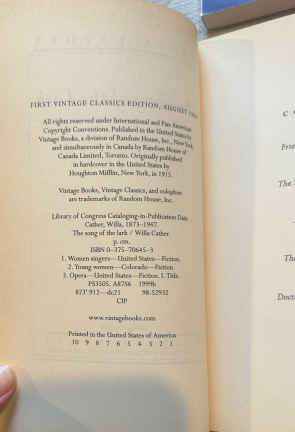 FIRST VINTAGE CLASSICS EDITION, AUGUST
All rights reserved under International and Pan-American
Copyright Conventions. Published in the United States by
Vintage Books, a division of Random House, Inc., New York,
and simultaneously in Canada by Random House of
Canada Limited, Toronto. Originally published
in hardcover in the United States by
Houghton Mifflin, New York, in 1915.
Vintage Books, Vintage Classics, and colophon
are trademarks of Random House, Inc.
Library of Congress Cataloging-in-Publication Data
Cather, Willa, 1873–1947.
The song of the lark / Willa Cather
p. cm.
ISBN 0-375-70645-3
1. Women singers—United States—Fiction.
2. Young women—Colorado—Fiction
3. Opera—United States—Fiction. I. Title.
PS3505. A87S6 1999b
813'.912—dc21 98-52932
CIP
www.vintagebooks.com
Printed in the United States of America
10 9 8 7 6 5 4 3 2 1
C
The
Th
Doct